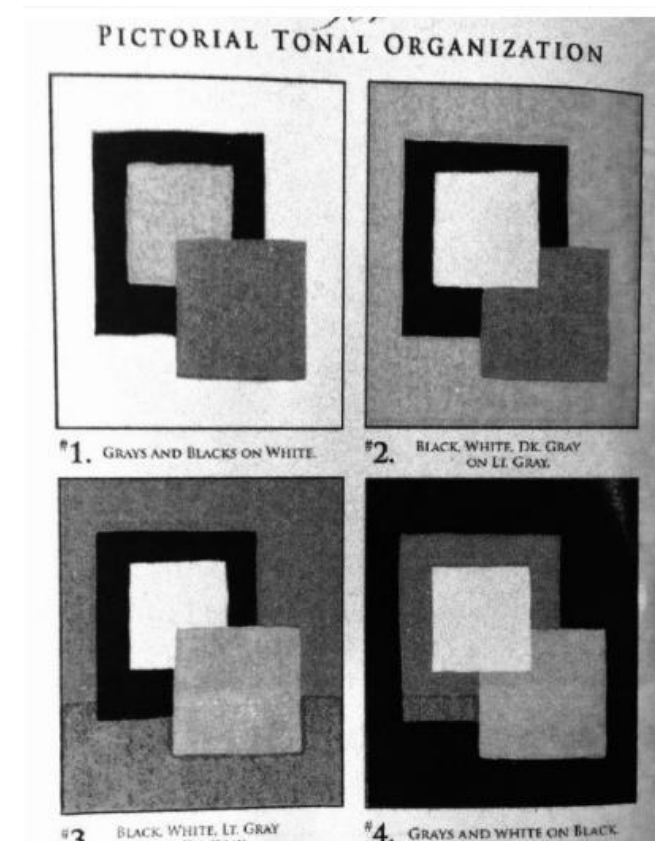 PICTORIAL TONAL ORGANIZATION
#1. GRAYS AND BLACKS ON WHITE.
#2. BLACK, WHITE, DK. GRAY
ON LT. GRAY.
#3 BLACK, WHITE, LT. GRAY
#4. GRAYS AND WHITE ON BLACK